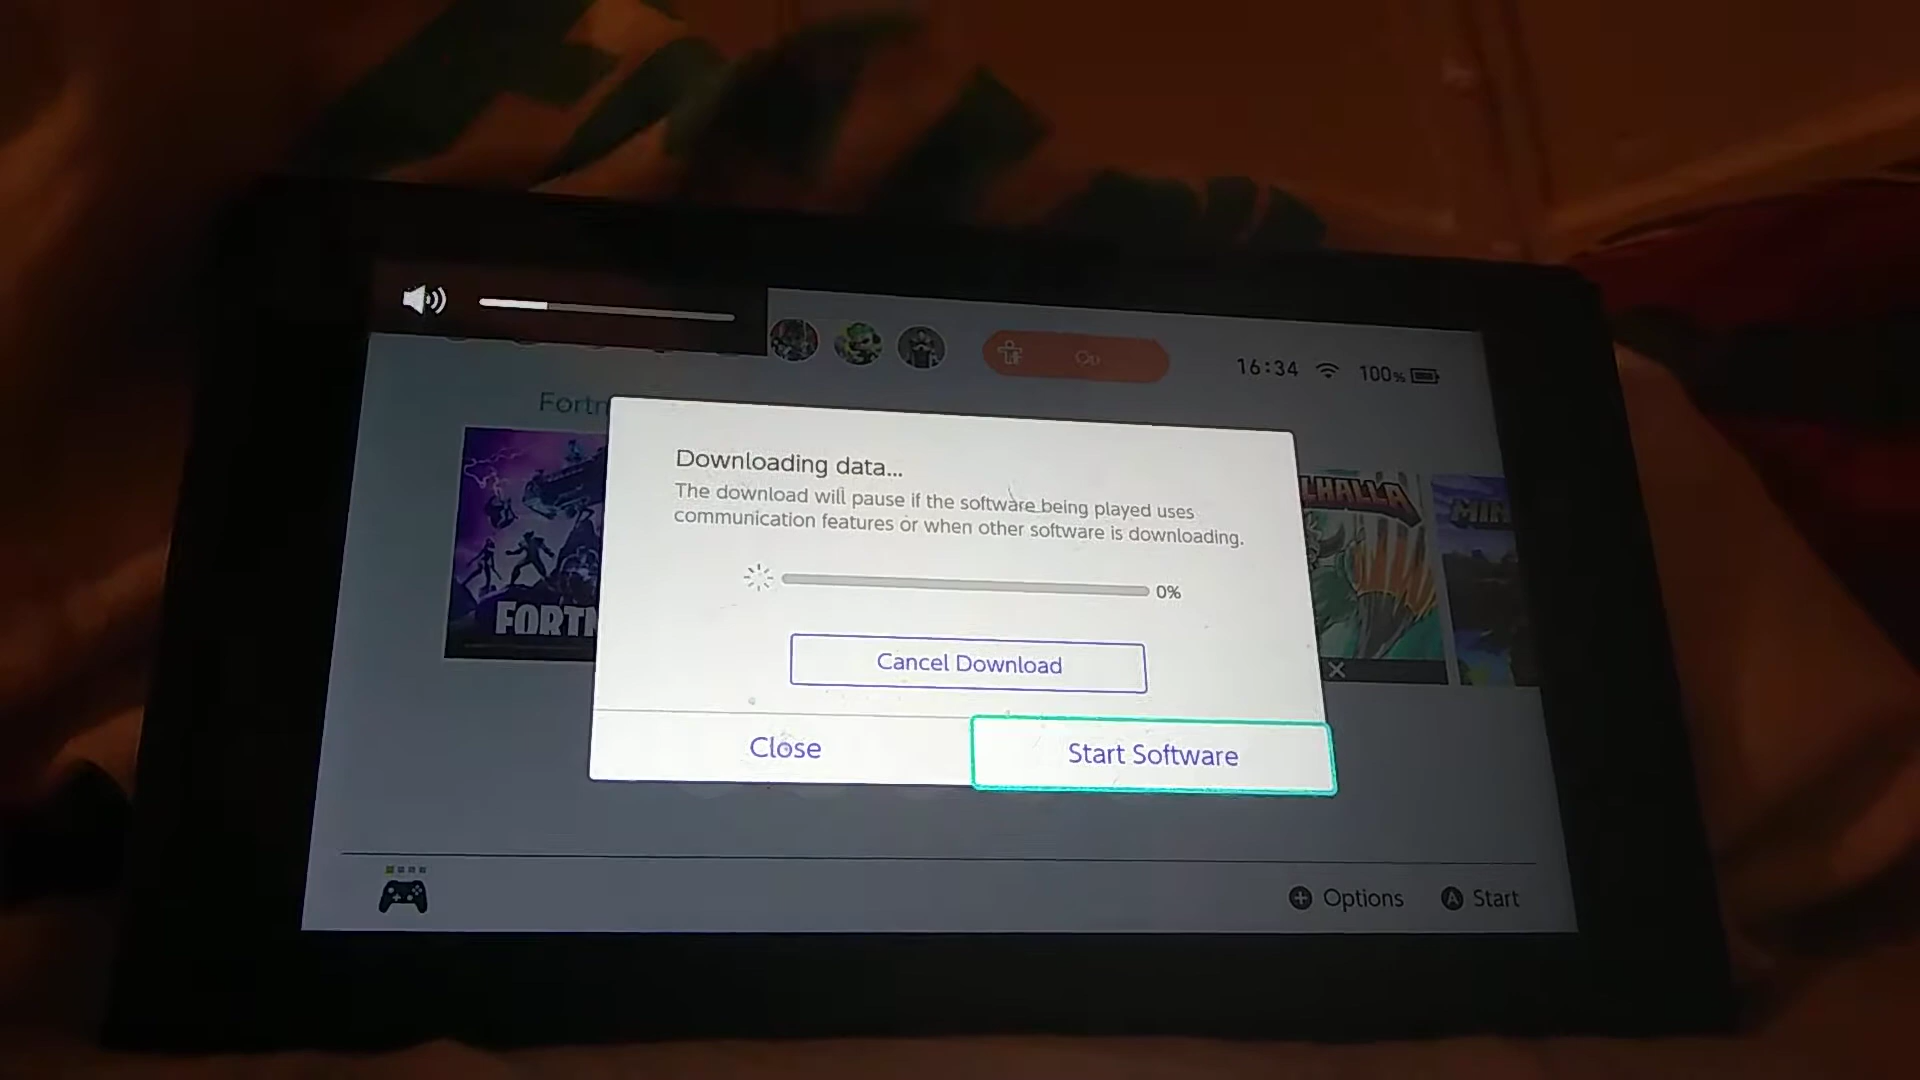 16:34 100%
Fortn
Downloading data...
The download will pause if the software being played uses
communication features or when other software is downloading.
0%
Cancel Download
Close
Start Software
FORTN
LHALLA
MIN
Options
A Start